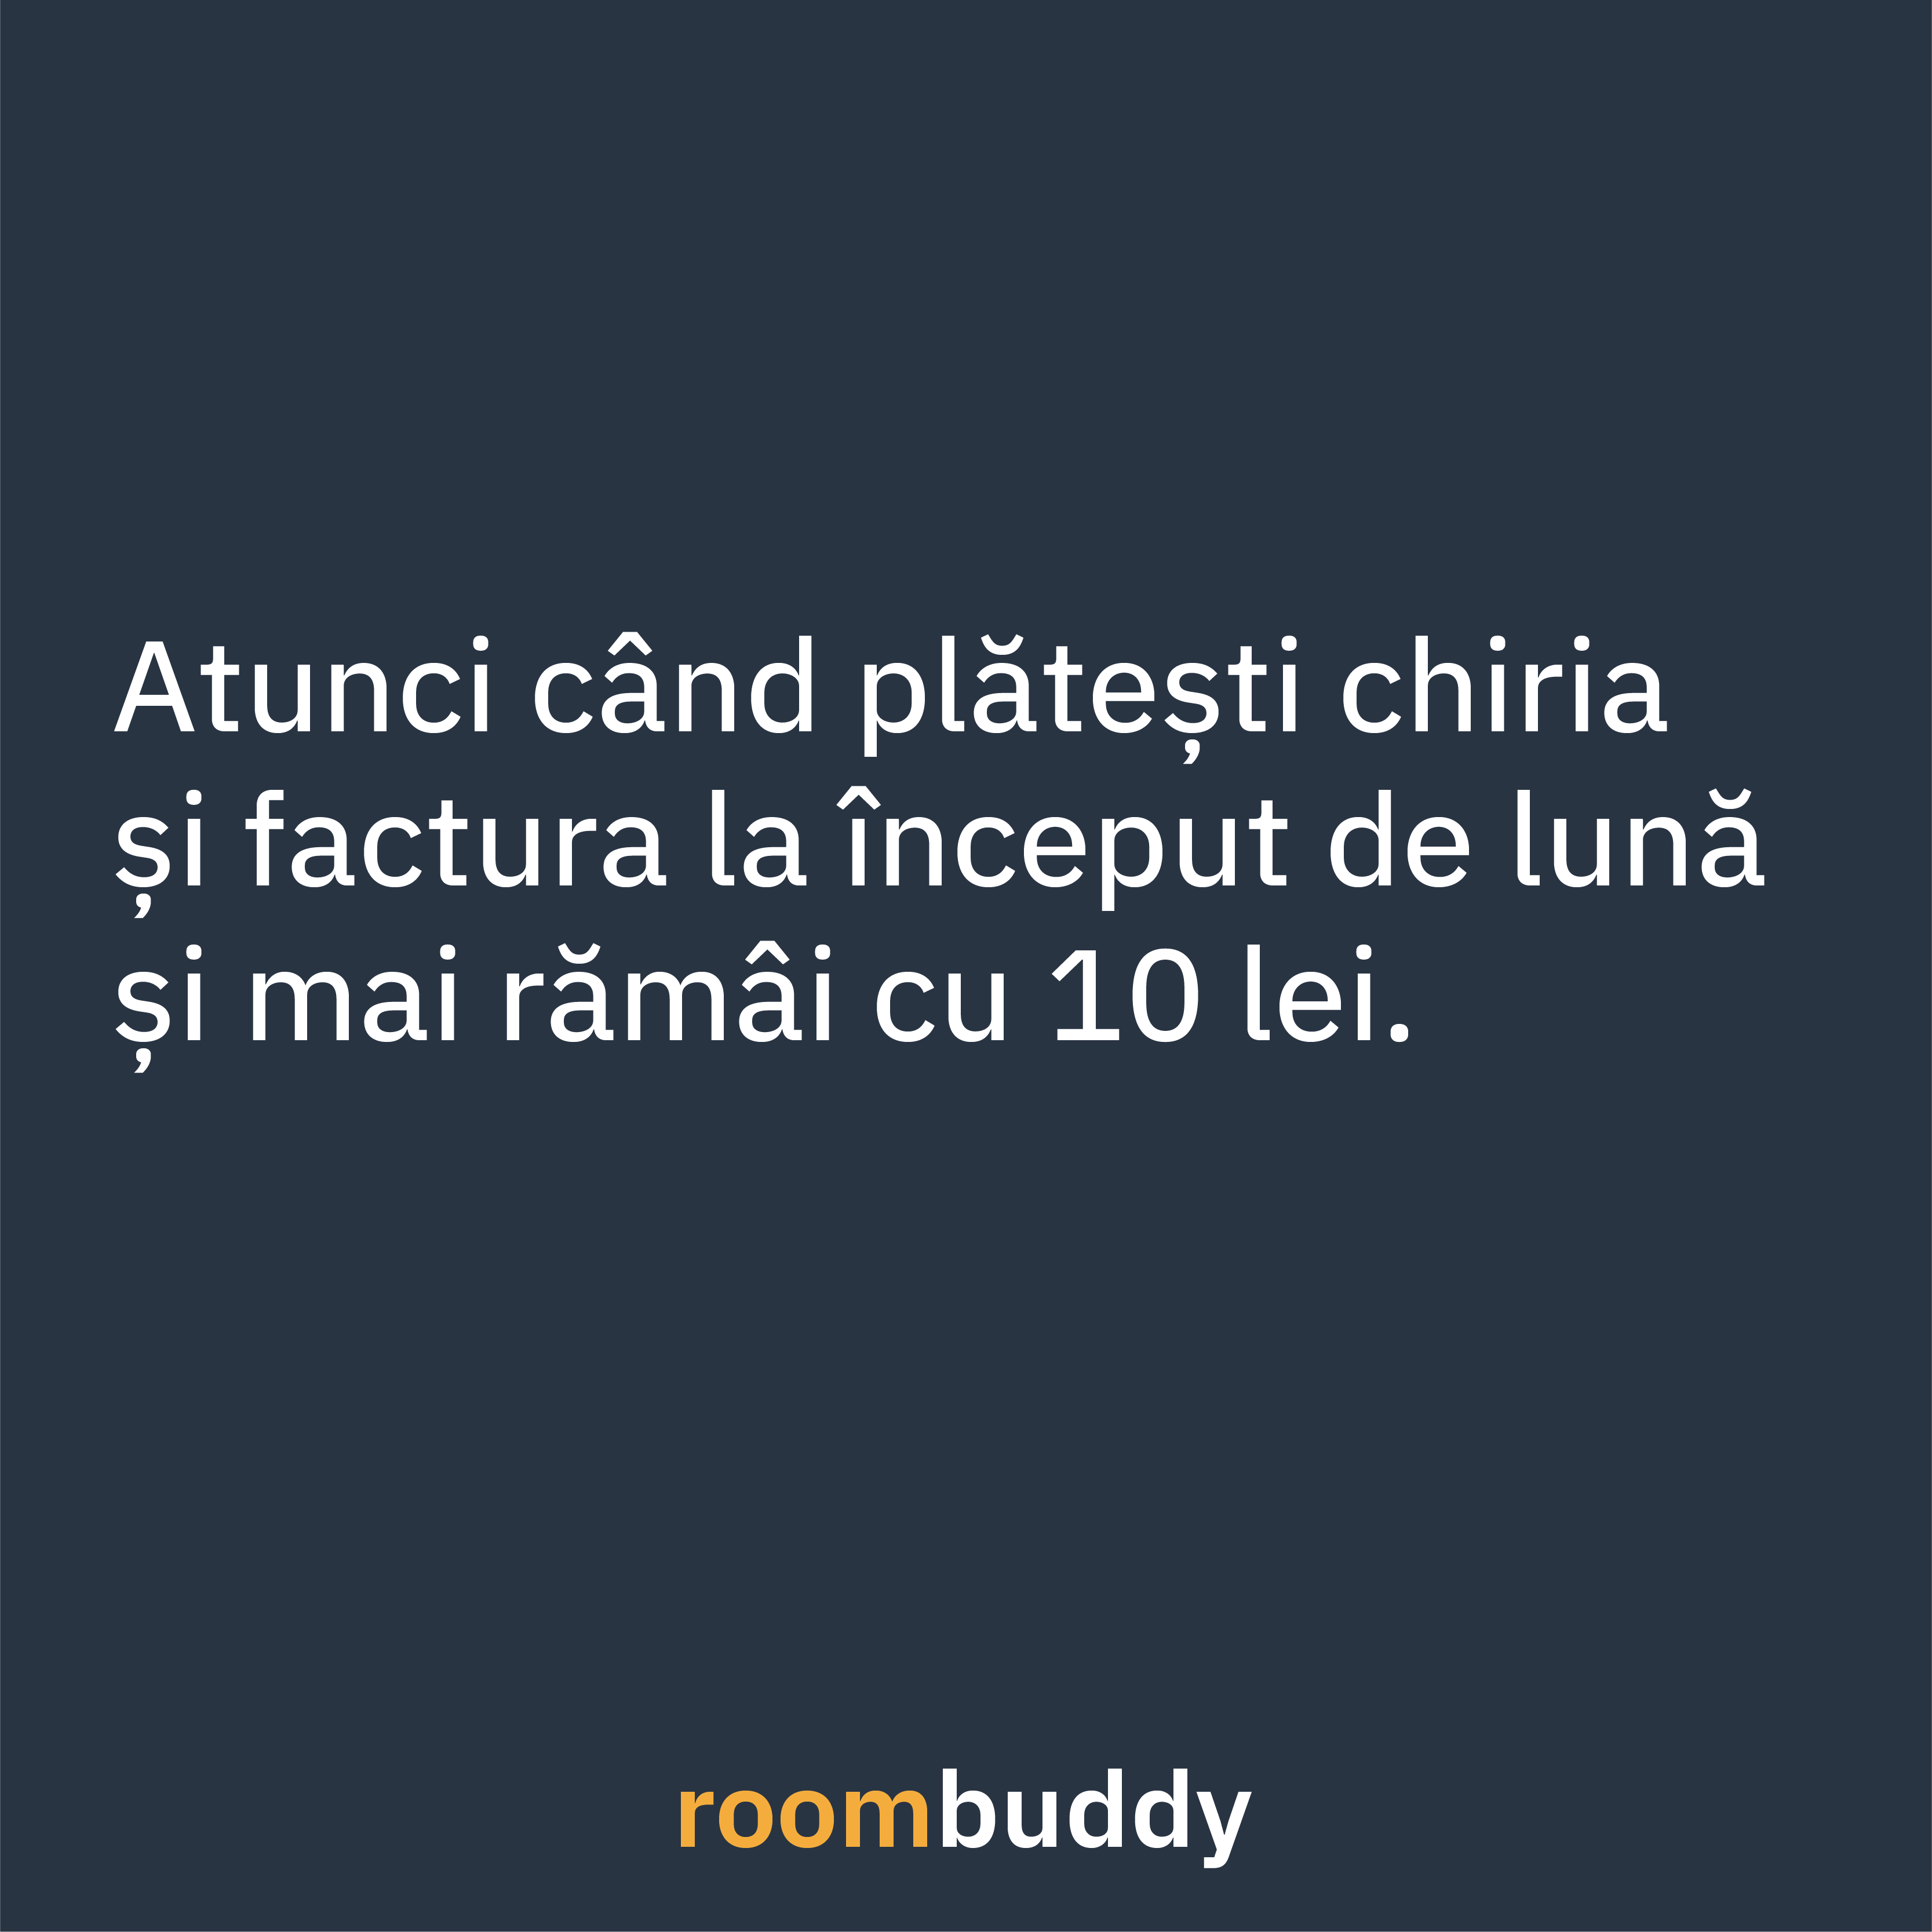 Atunci când plătești chiria
și factura la început de lună
și mai rămâi cu 10 lei.
roombuddy